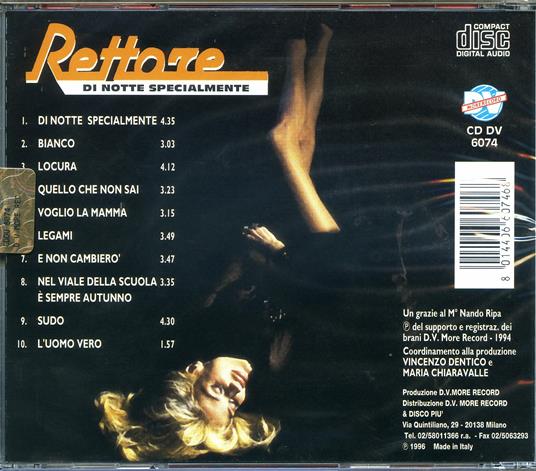 Rettore
DI NOTTE SPECIALMENTE
COMPACT
disc
DIGITAL AUDIO
MORE RECORD
CD DV
6074
1. DI NOTTE SPECIALMENTE 4.35
2. BIANCO 3.03
3. LOCURA 4.12
QUELLO CHE NON SAI 3.23
VOGLIO LA MAMMA 3.15
LEGAMI 3.49
7. E NON CAMBIERO' 3.47
8. NEL VIALE DELLA SCUOLA 3.35
È SEMPRE AUTUNNO
9. SUDO 4.30
10. L'UOMO VERO 1.57
8 014406 607468
Un grazie al M° Nando Ripa
℗ del supporto e registraz. dei
brani D.V. More Record - 1994
Coordinamento alla produzione
VINCENZO DENTICO e
MARIA CHIARAVALLE
Produzione D.V.MORE RECORD
Distribuzione D.V. MORE RECORD
& DISCO PIU'
Via Quintiliano, 29 - 20138 Milano
Tel. 02/58011366 r.a. - Fax 02/5063293
℗ 1996 Made in Italy